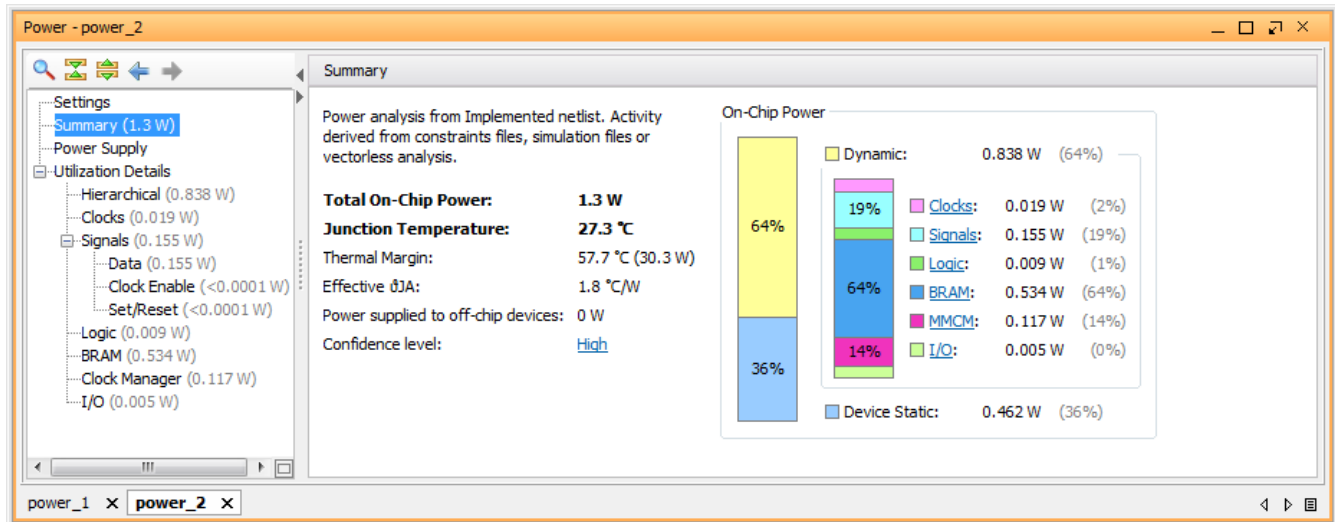 Power - power_2
Settings
Summary (1.3 W)
Power Supply
Utilization Details
Hierarchical (0.838 W)
Clocks (0.019 W)
Signals (0.155 W)
Data (0.155 W)
Clock Enable (<0.0001 W)
Set/Reset (<0.0001 W)
Logic (0.009 W)
BRAM (0.534 W)
Clock Manager (0.117 W)
I/O (0.005 W)
Summary
Power analysis from Implemented netlist. Activity
derived from constraints files, simulation files or
vectorless analysis.
Total On-Chip Power: 1.3 W
Junction Temperature: 27.3 °C
Thermal Margin: 57.7 °C (30.3 W)
Effective ϑJA: 1.8 °C/W
Power supplied to off-chip devices: 0 W
Confidence level: High
On-Chip Power
64%
36%
Dynamic: 0.838 W (64%)
19%
64%
14%
Clocks: 0.019 W (2%)
Signals: 0.155 W (19%)
Logic: 0.009 W (1%)
BRAM: 0.534 W (64%)
MMCM: 0.117 W (14%)
I/O: 0.005 W (0%)
Device Static: 0.462 W (36%)
power_1 power_2